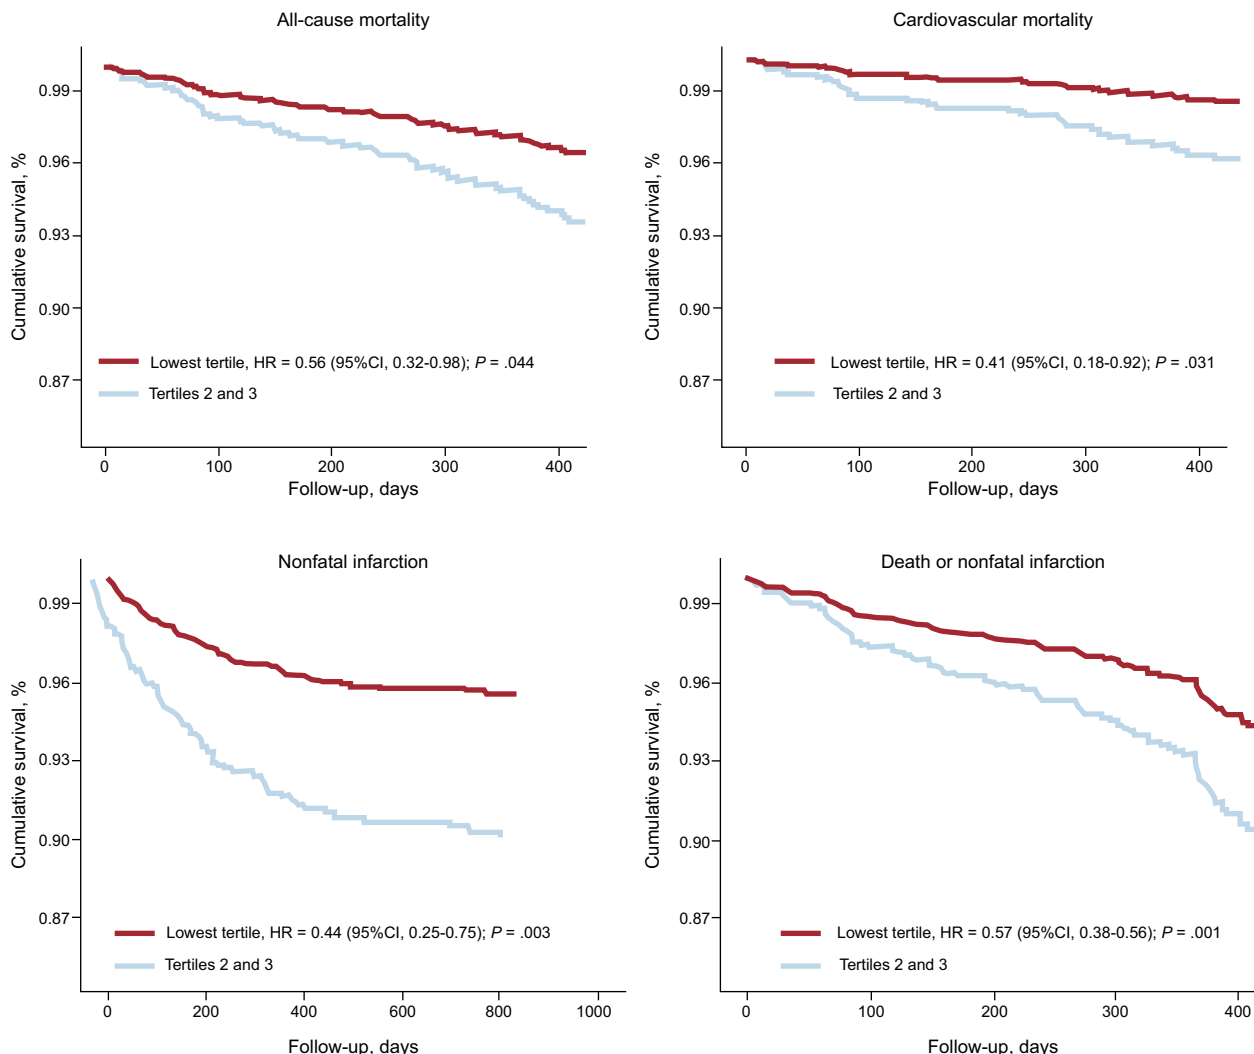 All-cause mortality
Cumulative survival, %
0.99
0.96
0.93
0.90
0.87
Lowest tertile, HR = 0.56 (95%CI, 0.32-0.98); P = .044
Tertiles 2 and 3
0 100 200 300 400
Follow-up, days
Cardiovascular mortality
Cumulative survival, %
0.99
0.96
0.93
0.90
0.87
Lowest tertile, HR = 0.41 (95%CI, 0.18-0.92); P = .031
Tertiles 2 and 3
0 100 200 300 400
Follow-up, days
Nonfatal infarction
Cumulative survival, %
0.99
0.96
0.93
0.90
0.87
Lowest tertile, HR = 0.44 (95%CI, 0.25-0.75); P = .003
Tertiles 2 and 3
0 200 400 600 800 1000
Follow-up, days
Death or nonfatal infarction
Cumulative survival, %
0.99
0.96
0.93
0.90
0.87
Lowest tertile, HR = 0.57 (95%CI, 0.38-0.56); P = .001
Tertiles 2 and 3
0 100 200 300 400
Follow-up, days